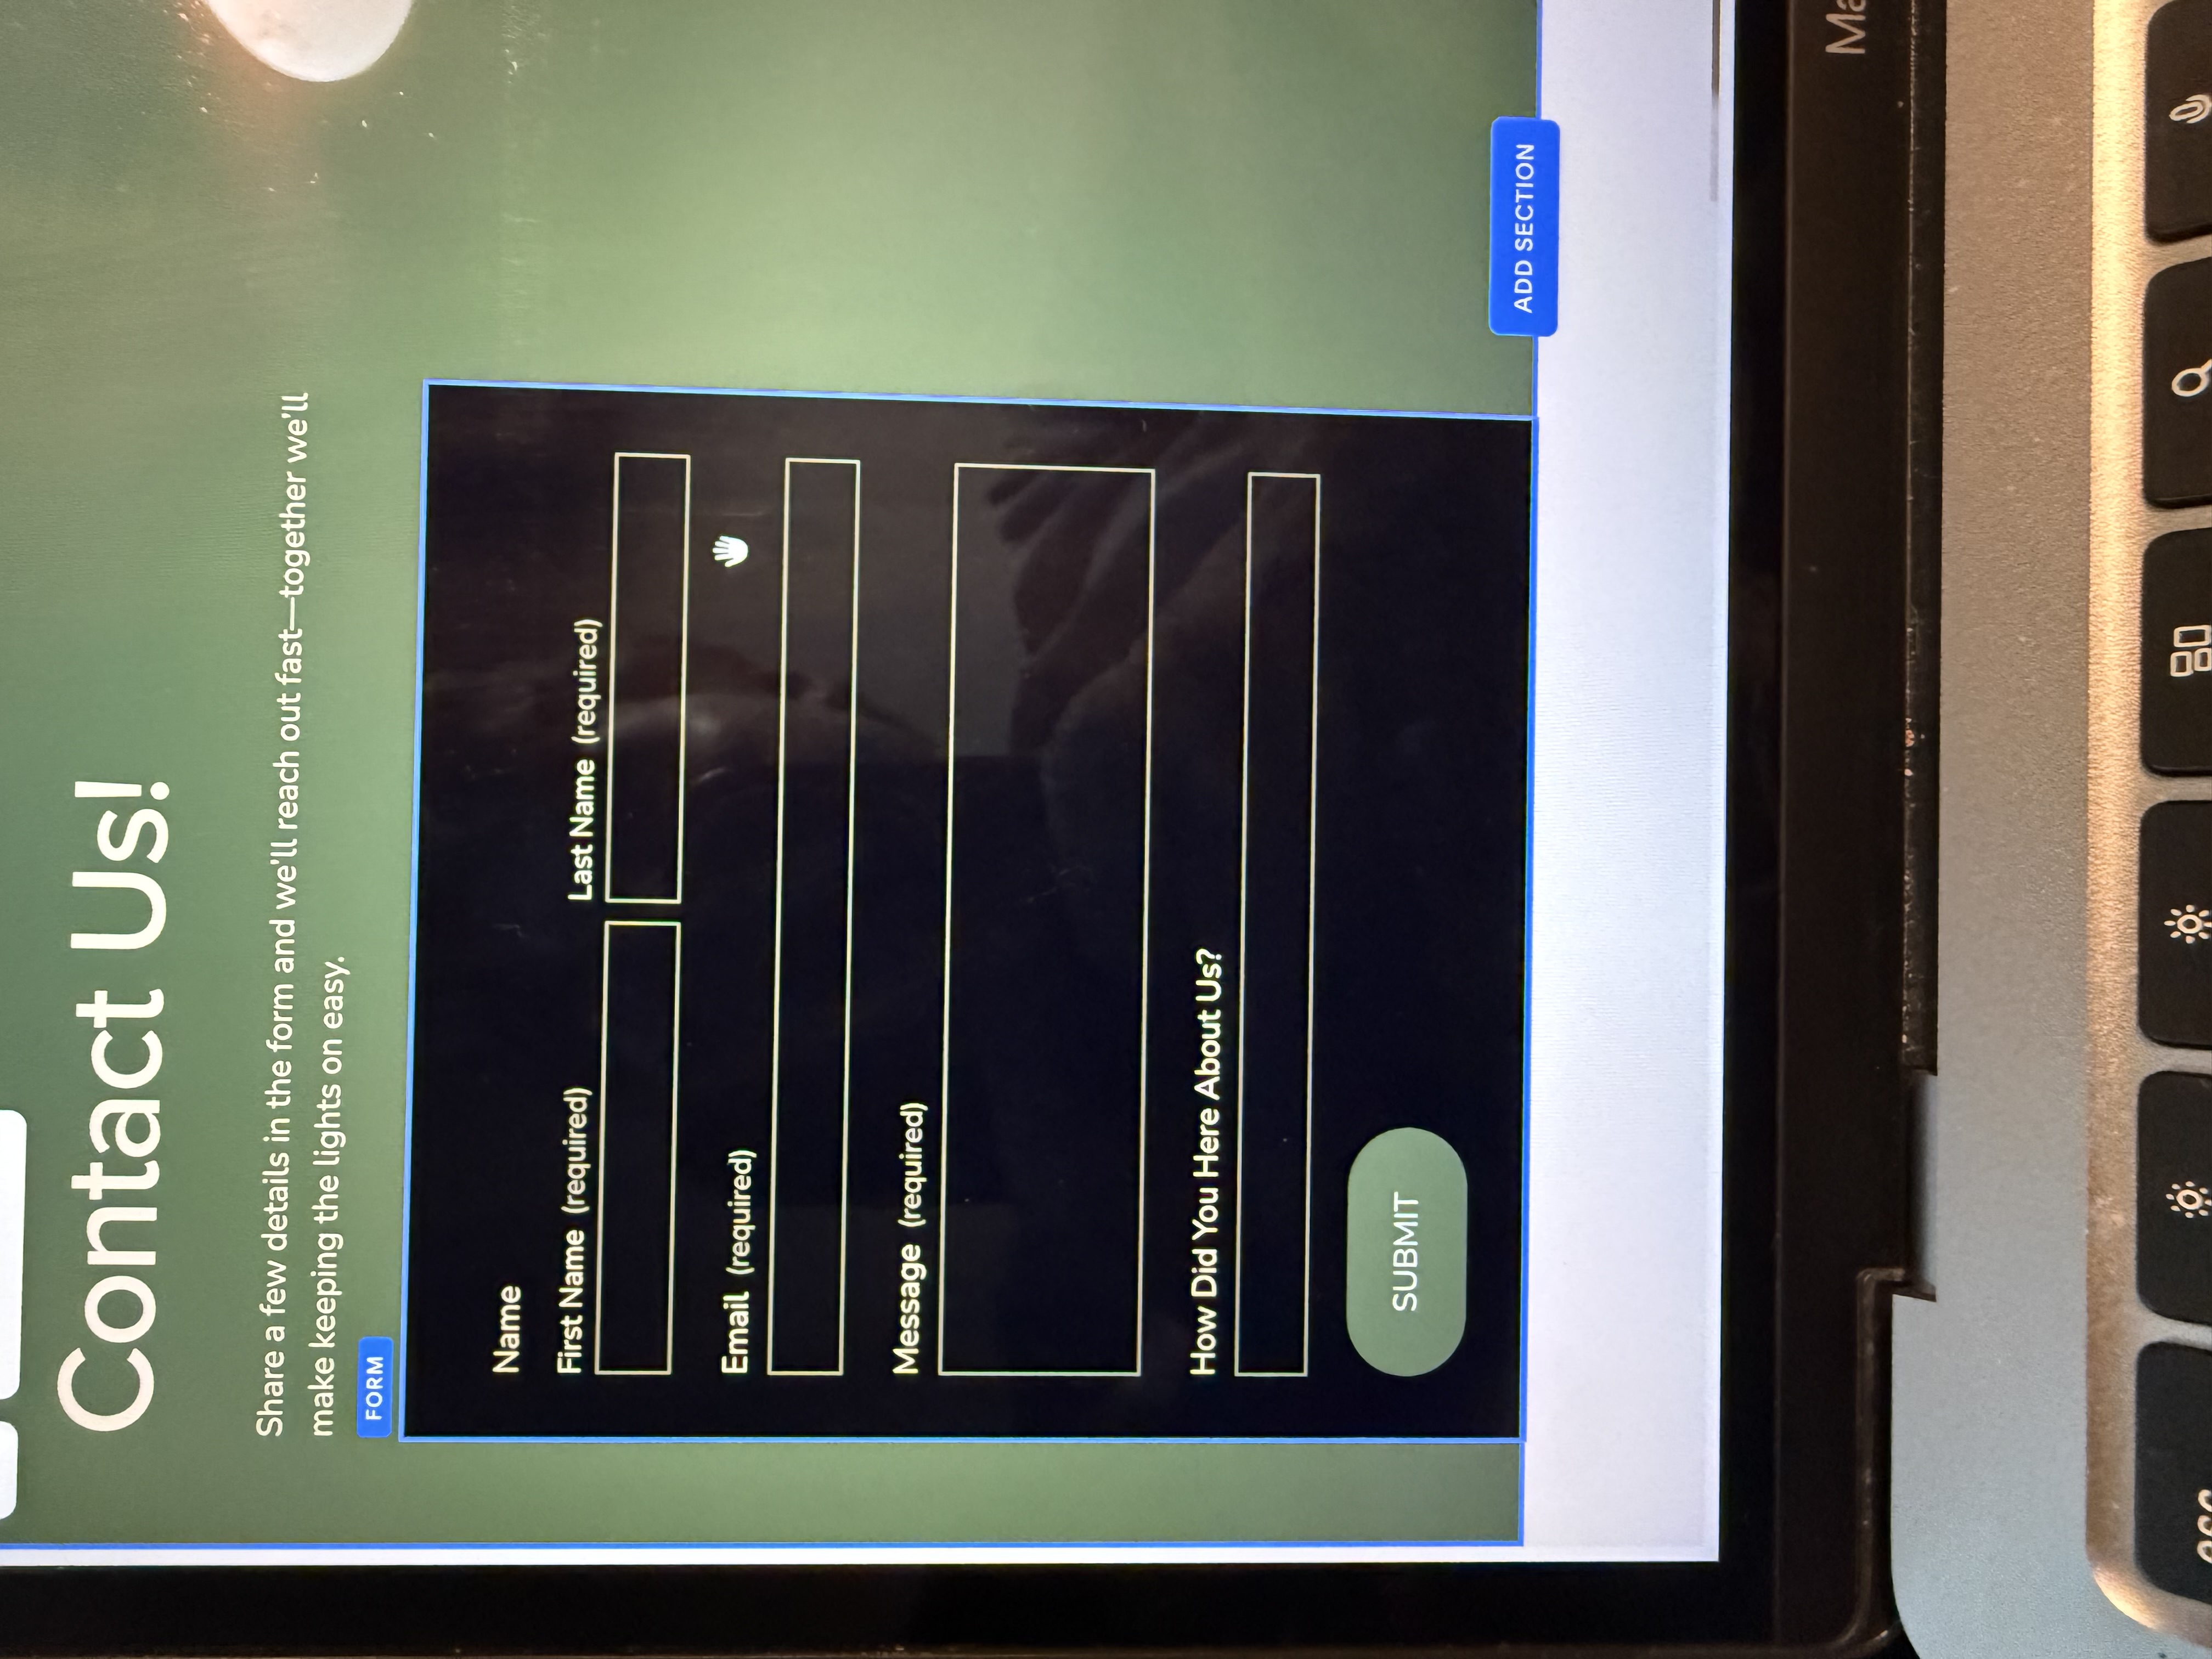 Contact Us!
Share a few details in the form and we'll reach out fast—together we'll
make keeping the lights on easy.
FORM
Name
First Name (required) Last Name (required)
Email (required)
Message (required)
How Did You Here About Us?
SUBMIT
ADD SECTION
Ma
esc